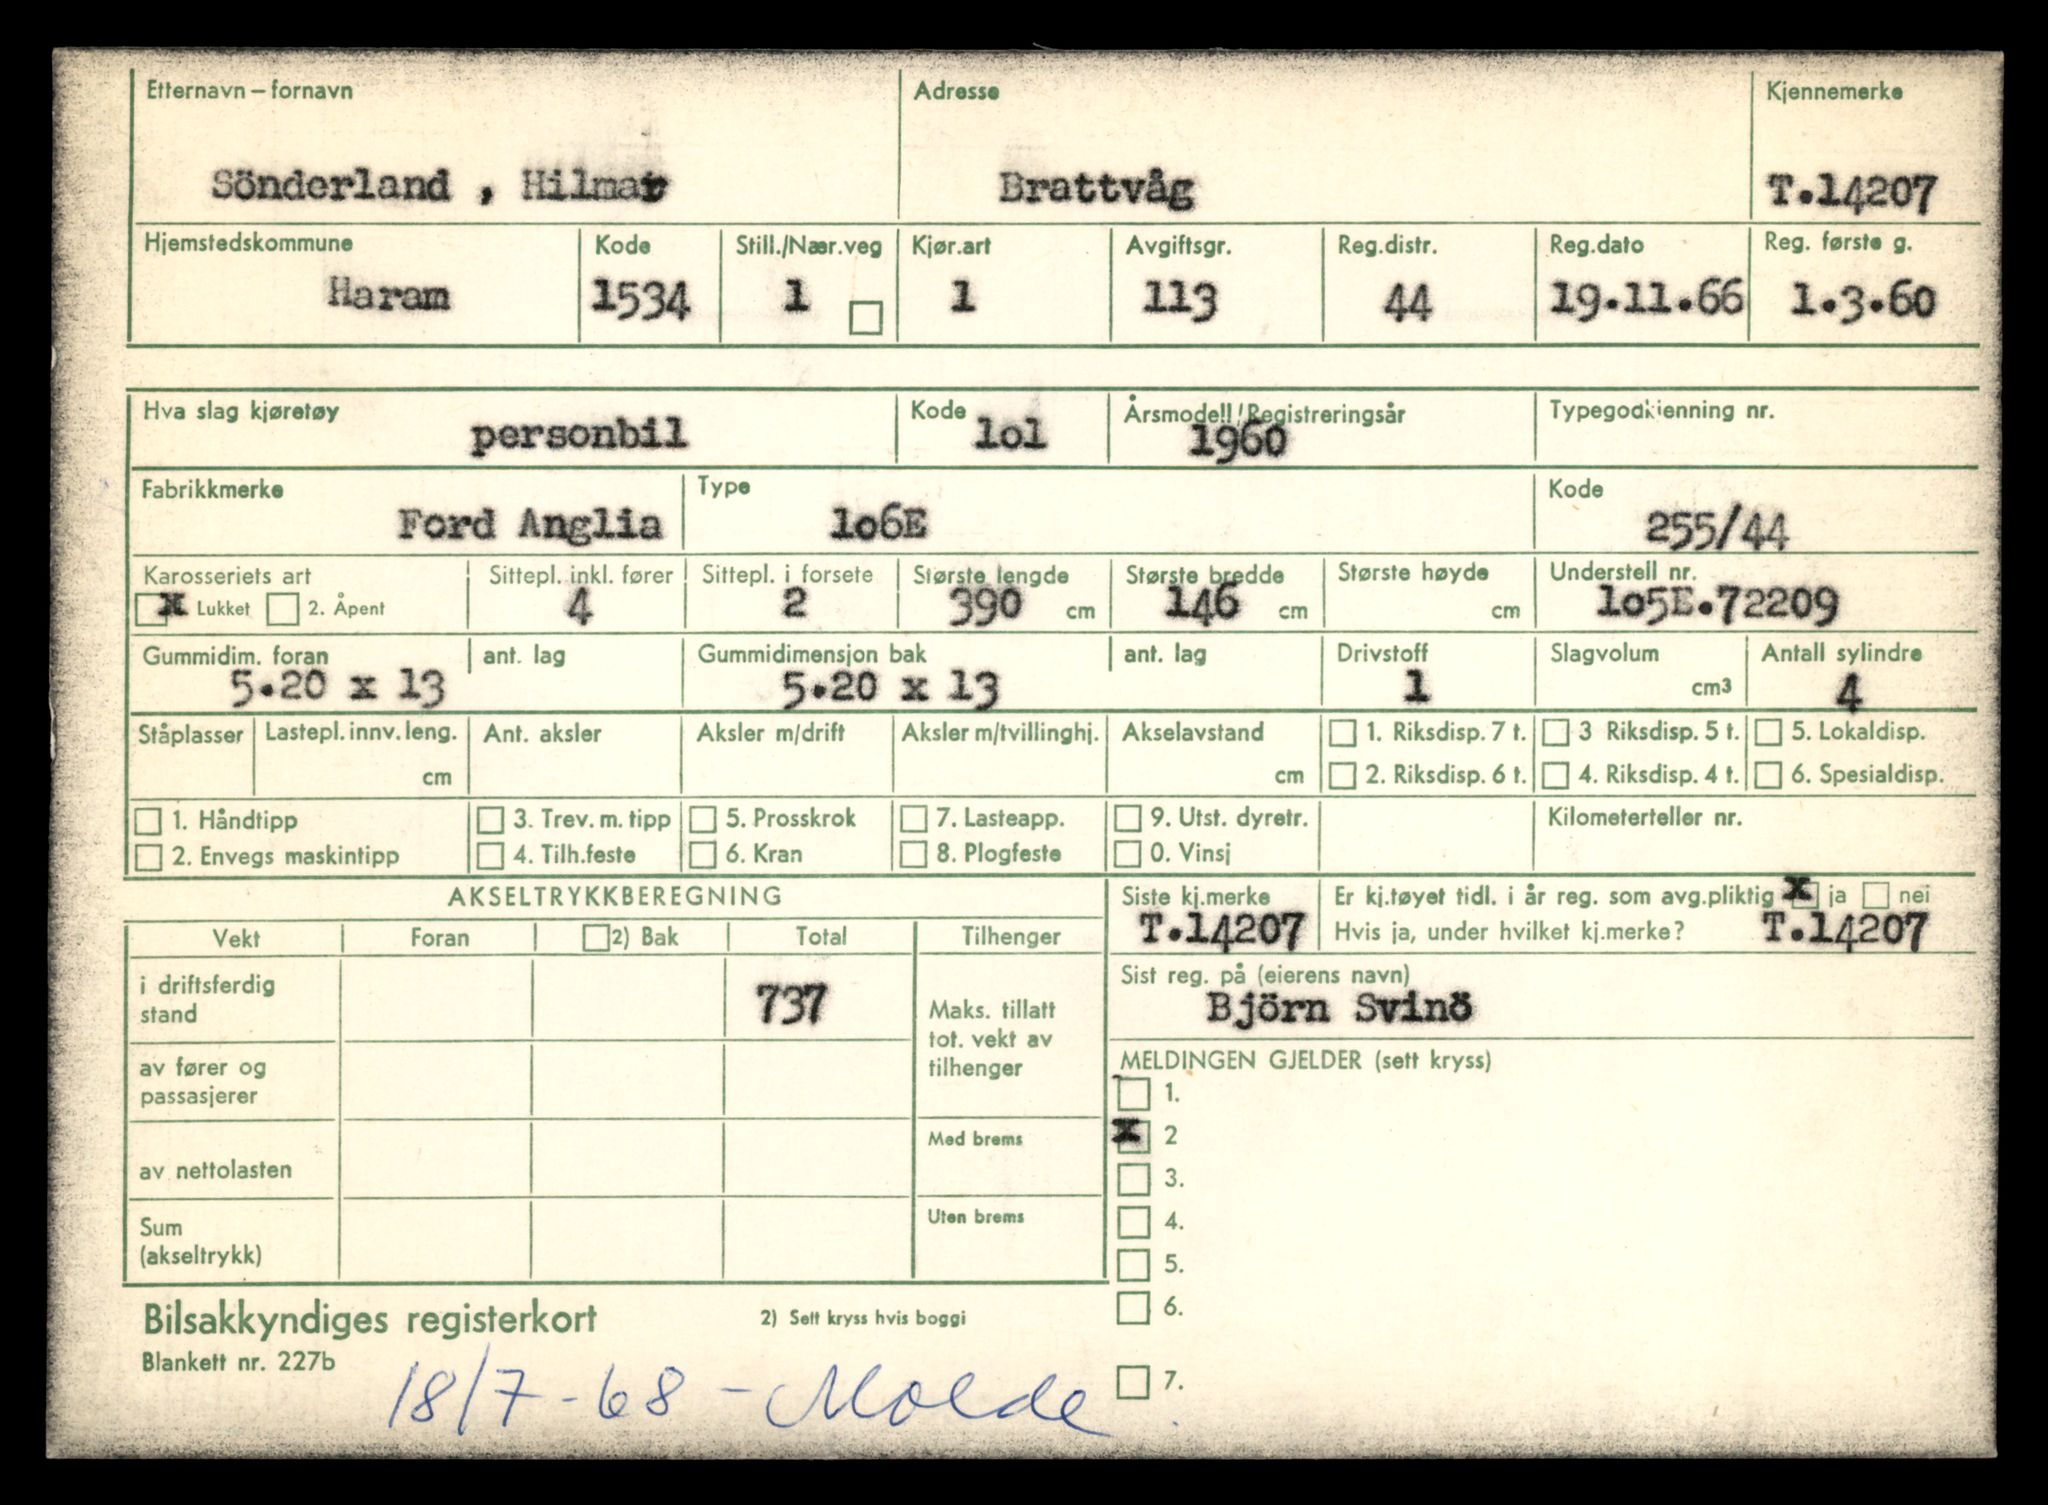 Etternavn – fornavn Adresse Kjennemerke
Sönderland , Hilmar Brattvåg T.14207
Hjemstedskommune Kode Still./Nær.veg Kjør.art Avgiftsgr. Reg.distr. Reg.dato Reg. første g.
Haram 1534 1 1 113 44 19.11.66 1.3.60
Hva slag kjøretøy Kode Årsmodell/Registreringsår Typegodkjenning nr.
personbil lol 1960
Fabrikkmerke Type Kode
Ford Anglia lo6E 255/44
Karosseriets art Sittepl. inkl. fører Sittepl. i forsete Største lengde Største bredde Største høyde Understell nr.
x Lukket 2. Åpent 4 2 390 cm 146 cm cm lo5E.72209
Gummidim. foran ant. lag Gummidimensjon bak ant. lag Drivstoff Slagvolum Antall sylindre
5.20 x 13 5.20 x 13 1 cm3 4
Ståplasser Lastepl. innv. leng. Ant. aksler Aksler m/drift Aksler m/tvillinghj. Akselavstand 1. Riksdisp. 7 t. 3 Riksdisp. 5 t. 5. Lokaldisp.
cm cm 2. Riksdisp. 6 t. 4. Riksdisp. 4 t. 6. Spesialdisp.
1. Håndtipp 3. Trev. m. tipp 5. Prosskrok 7. Lasteapp. 9. Utst. dyretr. Kilometerteller nr.
2. Envegs maskintipp 4. Tilh.feste 6. Kran 8. Plogfeste 0. Vinsj
AKSELTRYKKBEREGNING Siste kj.merke Er kj.tøyet tidl. i år reg. som avg.pliktig x ja nei
T.14207 Hvis ja, under hvilket kj.merke? T.14207
Vekt Foran 2) Bak Total Tilhenger
Sist reg. på (eierens navn)
i driftsferdig
stand 737 Maks. tillatt
tot. vekt av
tilhenger
Björn Svinö
av fører og
passasjerer
MELDINGEN GJELDER (sett kryss)
1.
Med brems x 2
av nettolasten 3.
Uten brems 4.
Sum
(akseltrykk) 5.
Bilsakkyndiges registerkort 2) Sett kryss hvis boggi 6.
Blankett nr. 227b 7.
18/7-68 - Molde